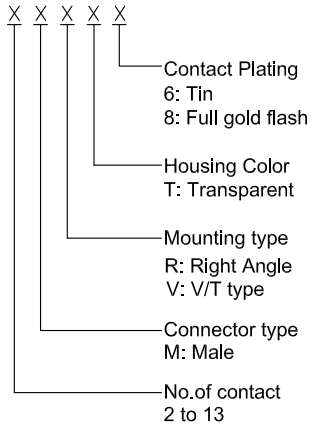 X X X X X
Contact Plating
6: Tin
8: Full gold flash
Housing Color
T: Transparent
Mounting type
R: Right Angle
V: V/T type
Connector type
M: Male
No.of contact
2 to 13